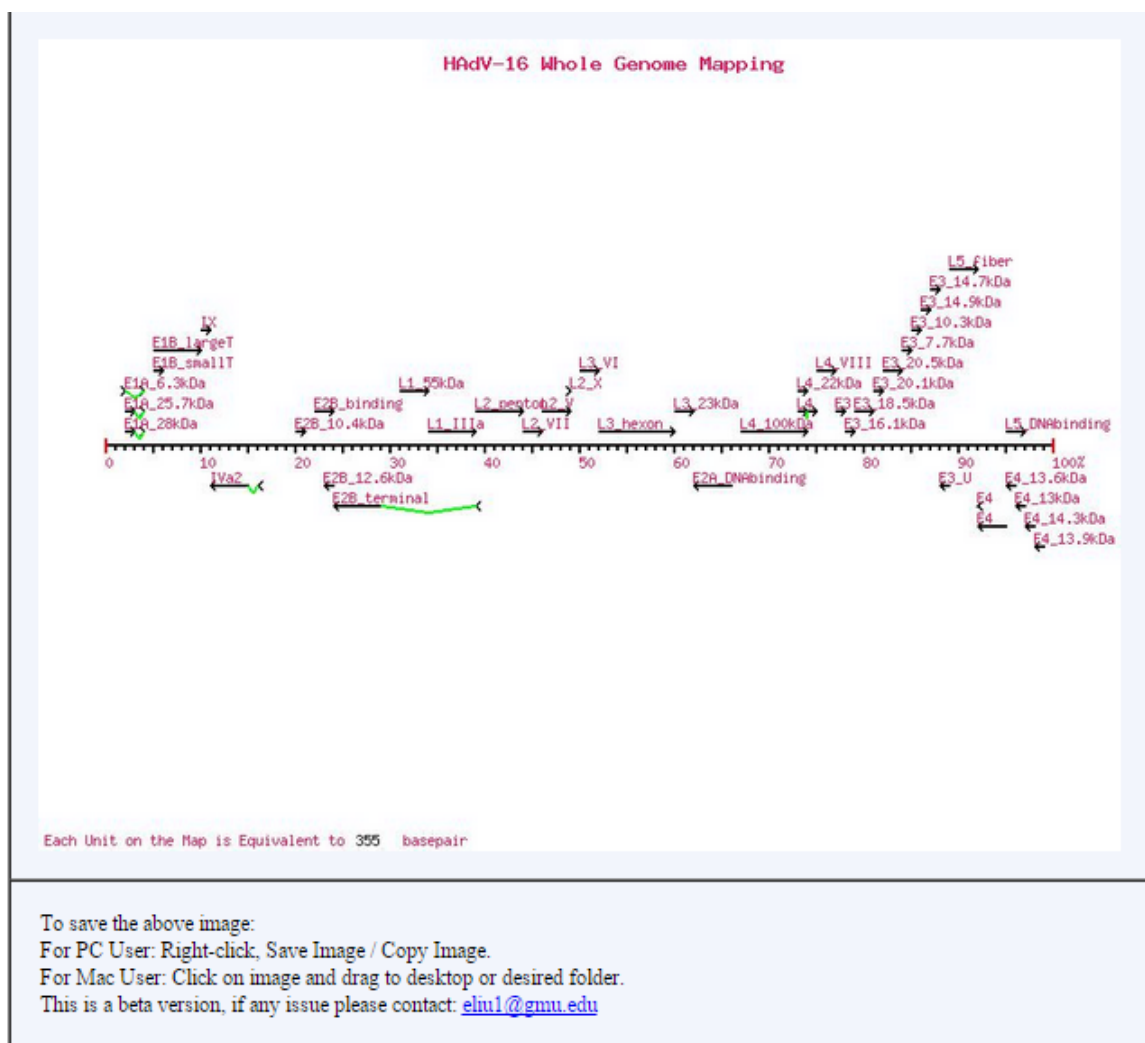 HAdV-16 Whole Genome Mapping
L5_fiber
E3_14.7kDa
E3_14.9kDa
IX
E3_10.3kDa
E1B_largeT
E3_7.7kDa
E1B_smallT
L3_VI
L4_VIII
E3_20.5kDa
E1A_6.3kDa
L1_55kDa
L2_X
L4_22kDa
E3_20.1kDa
E1A_25.7kDa
E2B_binding
L2_penton
L2_V
L3_23kDa
L4
E3
E3_18.5kDa
E1A_28kDa
E2B_10.4kDa
L1_IIIa
L2_VII
L3_hexon
L4_100kDa
E3_16.1kDa
L5_DNAbinding
0 10 20 30 40 50 60 70 80 90 100%
IVa2
E2B_12.6kDa
E2A_DNAbinding
E3_U
E4_13.6kDa
E2B_terminal
E4
E4_13kDa
E4
E4_14.3kDa
E4_13.9kDa
Each Unit on the Map is Equivalent to 355 basepair
To save the above image:
For PC User: Right-click, Save Image / Copy Image.
For Mac User: Click on image and drag to desktop or desired folder.
This is a beta version, if any issue please contact: eliu1@gmu.edu